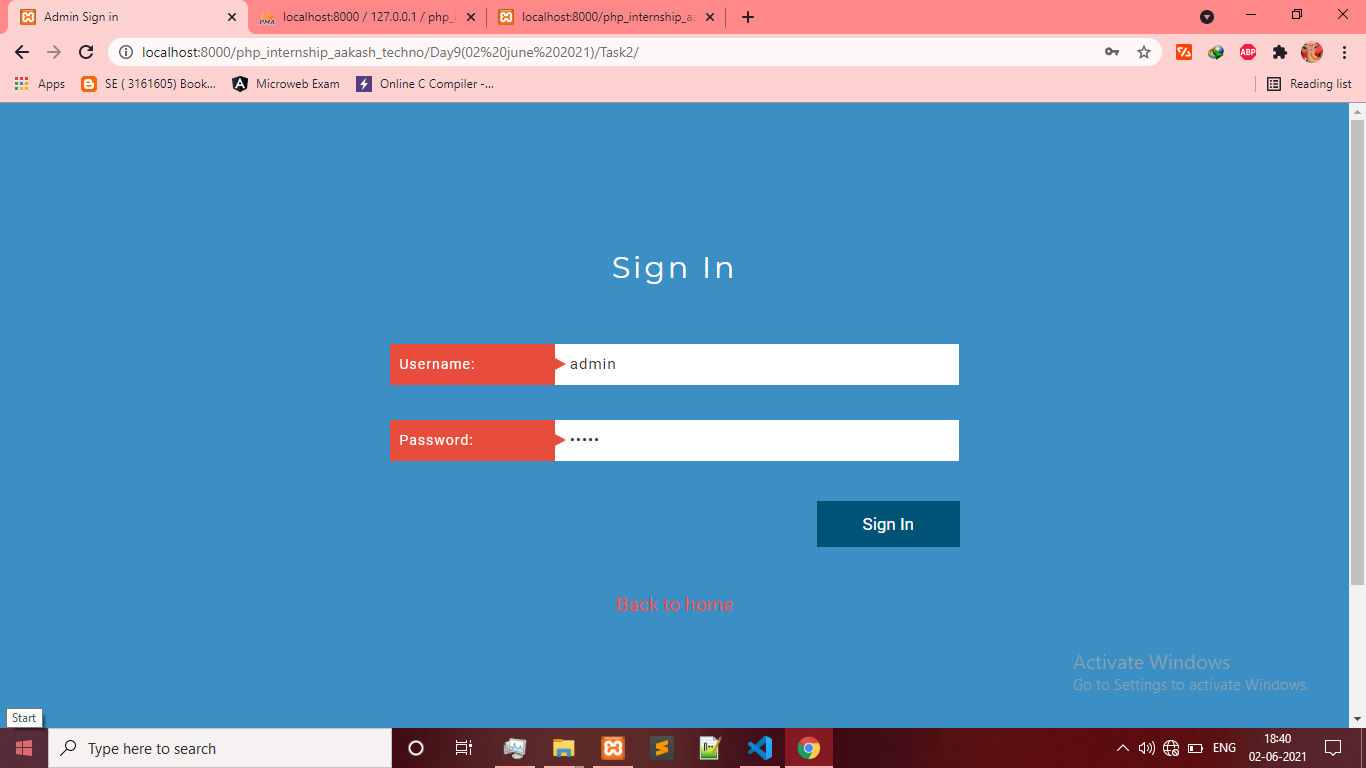 Admin Sign in
localhost:8000 / 127.0.0.1 / php_i
localhost:8000/php_internship_aa
localhost:8000/php_internship_aakash_techno/Day9(02%20june%202021)/Task2/
ABP
Apps
SE ( 3161605) Book...
Microweb Exam
Online C Compiler -...
Reading list
Sign In
Username:
admin
Password:
•••••
Sign In
Back to home
Activate Windows
Go to Settings to activate Windows.
Start
Type here to search
ENG
18:40
02-06-2021